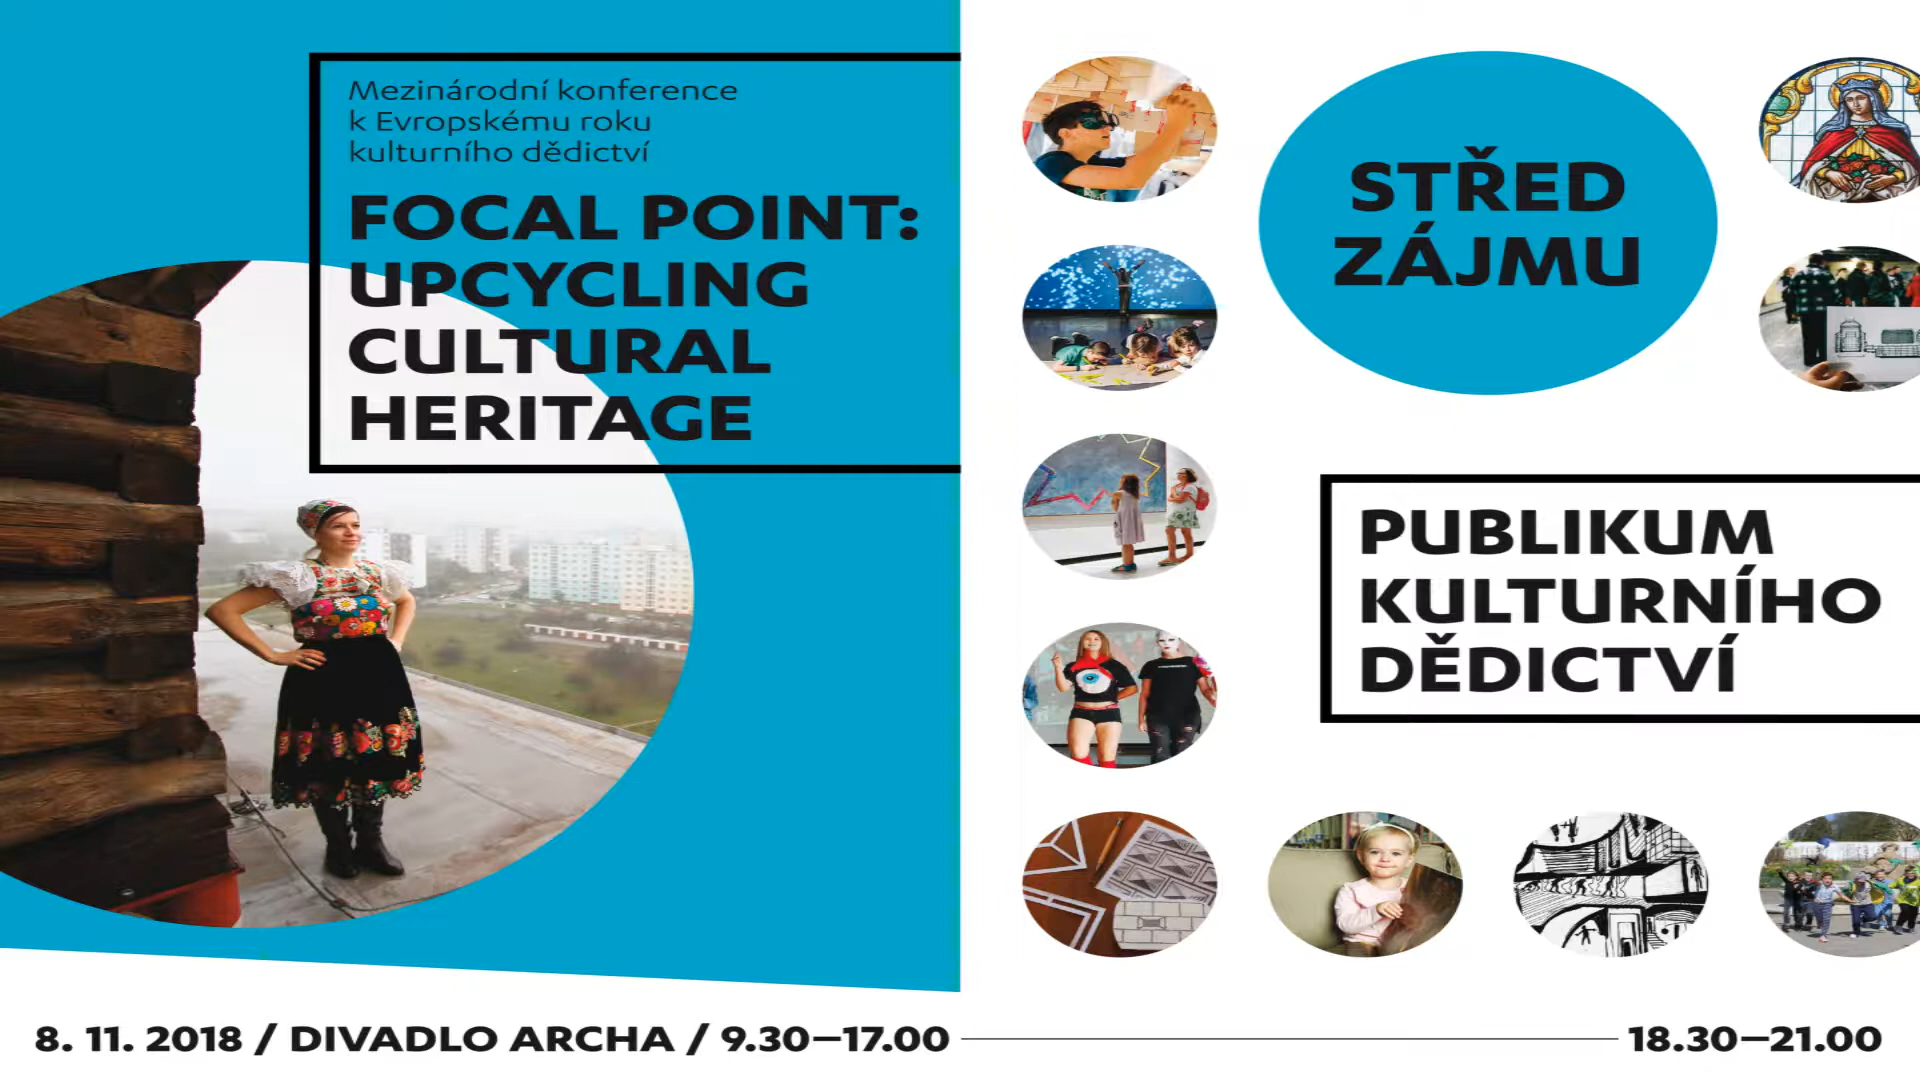 Mezinárodní konference
k Evropskému roku
kulturního dědictví
FOCAL POINT:
UPCYCLING
CULTURAL
HERITAGE
STŘED
ZÁJMU
PUBLIKUM
KULTURNÍHO
DĚDICTVÍ
8. 11. 2018 / DIVADLO ARCHA / 9.30—17.00
18.30—21.00